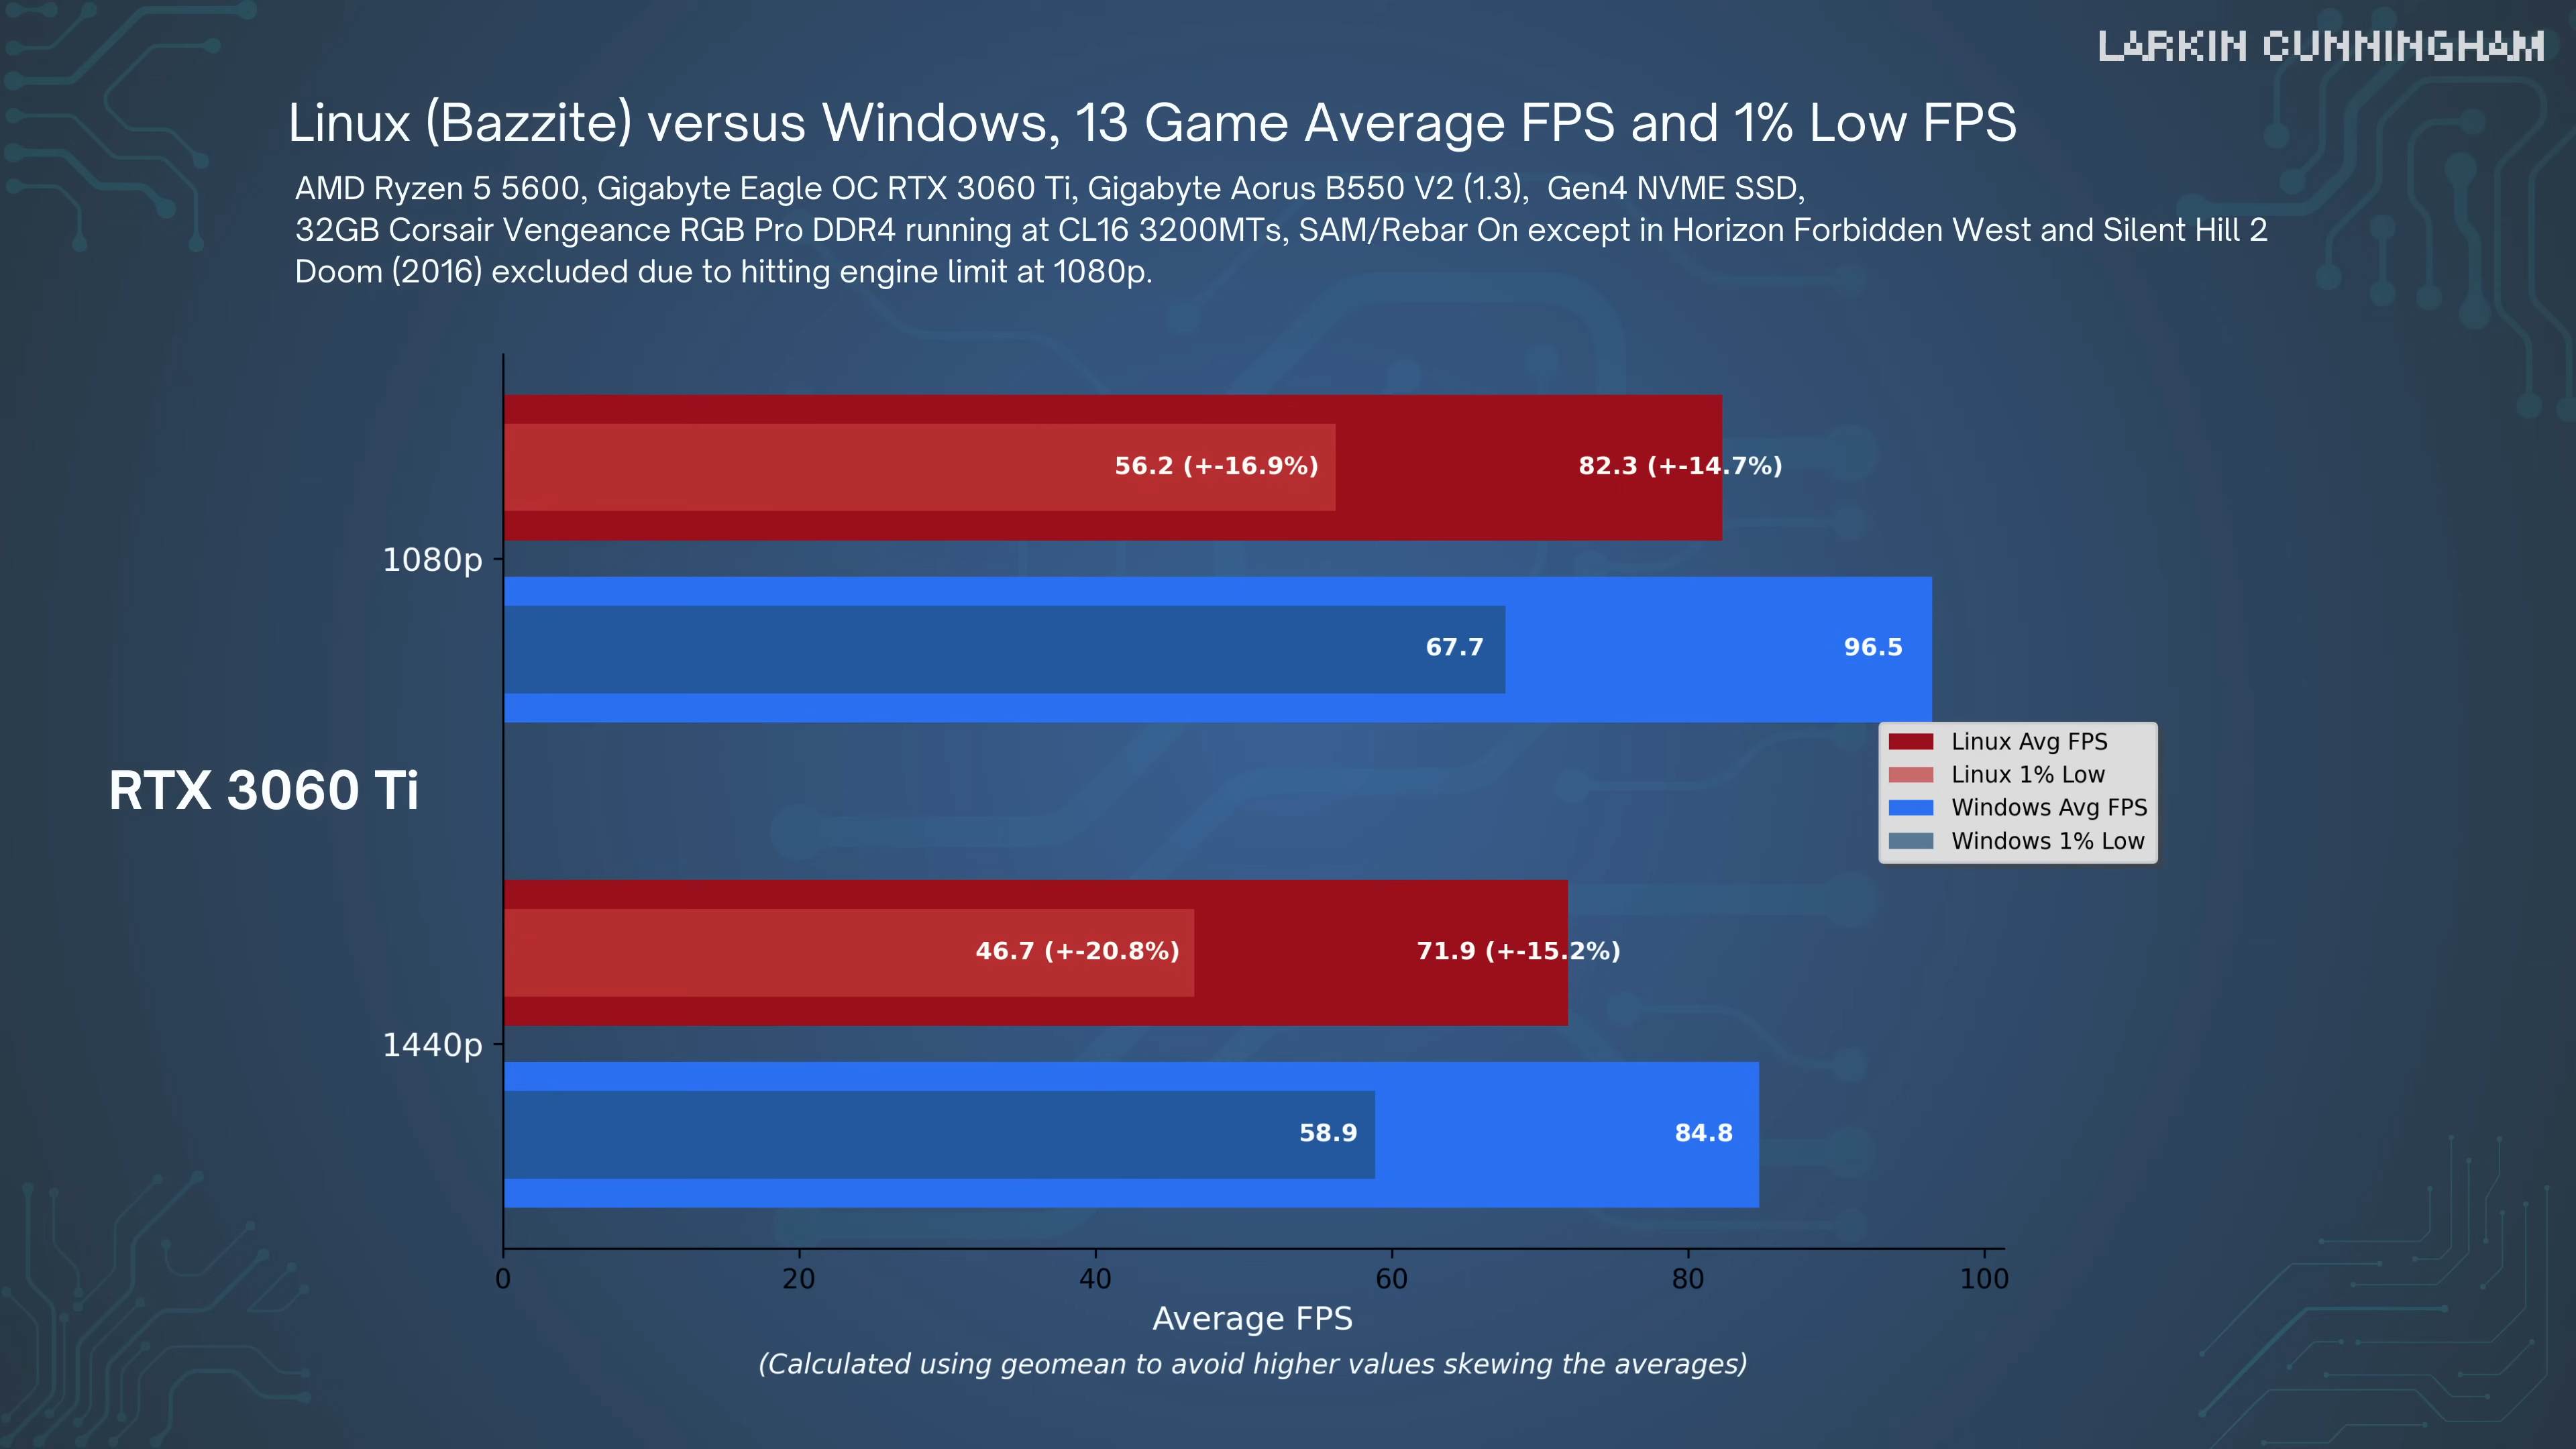 LARKIN CUNNINGHAM
Linux (Bazzite) versus Windows, 13 Game Average FPS and 1% Low FPS
AMD Ryzen 5 5600, Gigabyte Eagle OC RTX 3060 Ti, Gigabyte Aorus B550 V2 (1.3), Gen4 NVME SSD,
32GB Corsair Vengeance RGB Pro DDR4 running at CL16 3200MTs, SAM/Rebar On except in Horizon Forbidden West and Silent Hill 2
Doom (2016) excluded due to hitting engine limit at 1080p.
56.2 (+-16.9%) 82.3 (+-14.7%)
1080p
67.7 96.5
Linux Avg FPS
Linux 1% Low
Windows Avg FPS
Windows 1% Low
RTX 3060 Ti
46.7 (+-20.8%) 71.9 (+-15.2%)
1440p
58.9 84.8
0 20 40 60 80 100
Average FPS
(Calculated using geomean to avoid higher values skewing the averages)